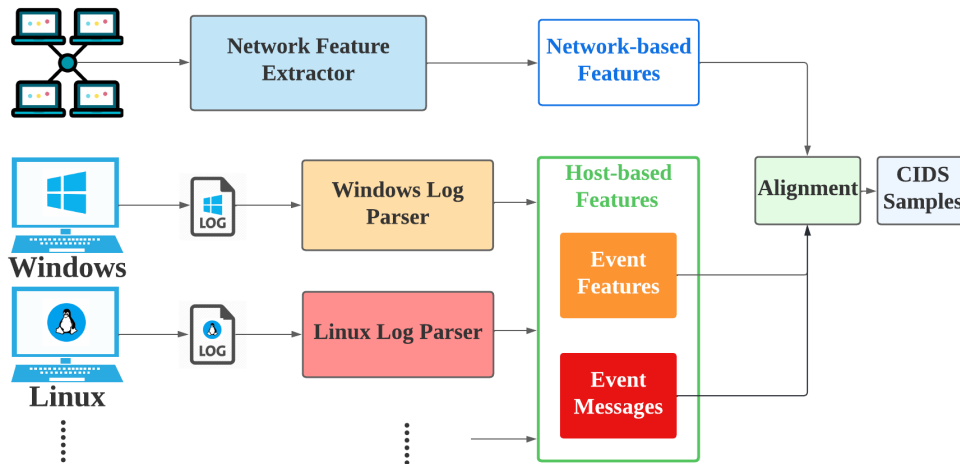 Network Feature
Extractor
Network-based
Features
Windows
LOG
Windows Log
Parser
Host-based
Features
Event
Features
Alignment
CIDS
Samples
Linux
LOG
Linux Log Parser
Event
Messages